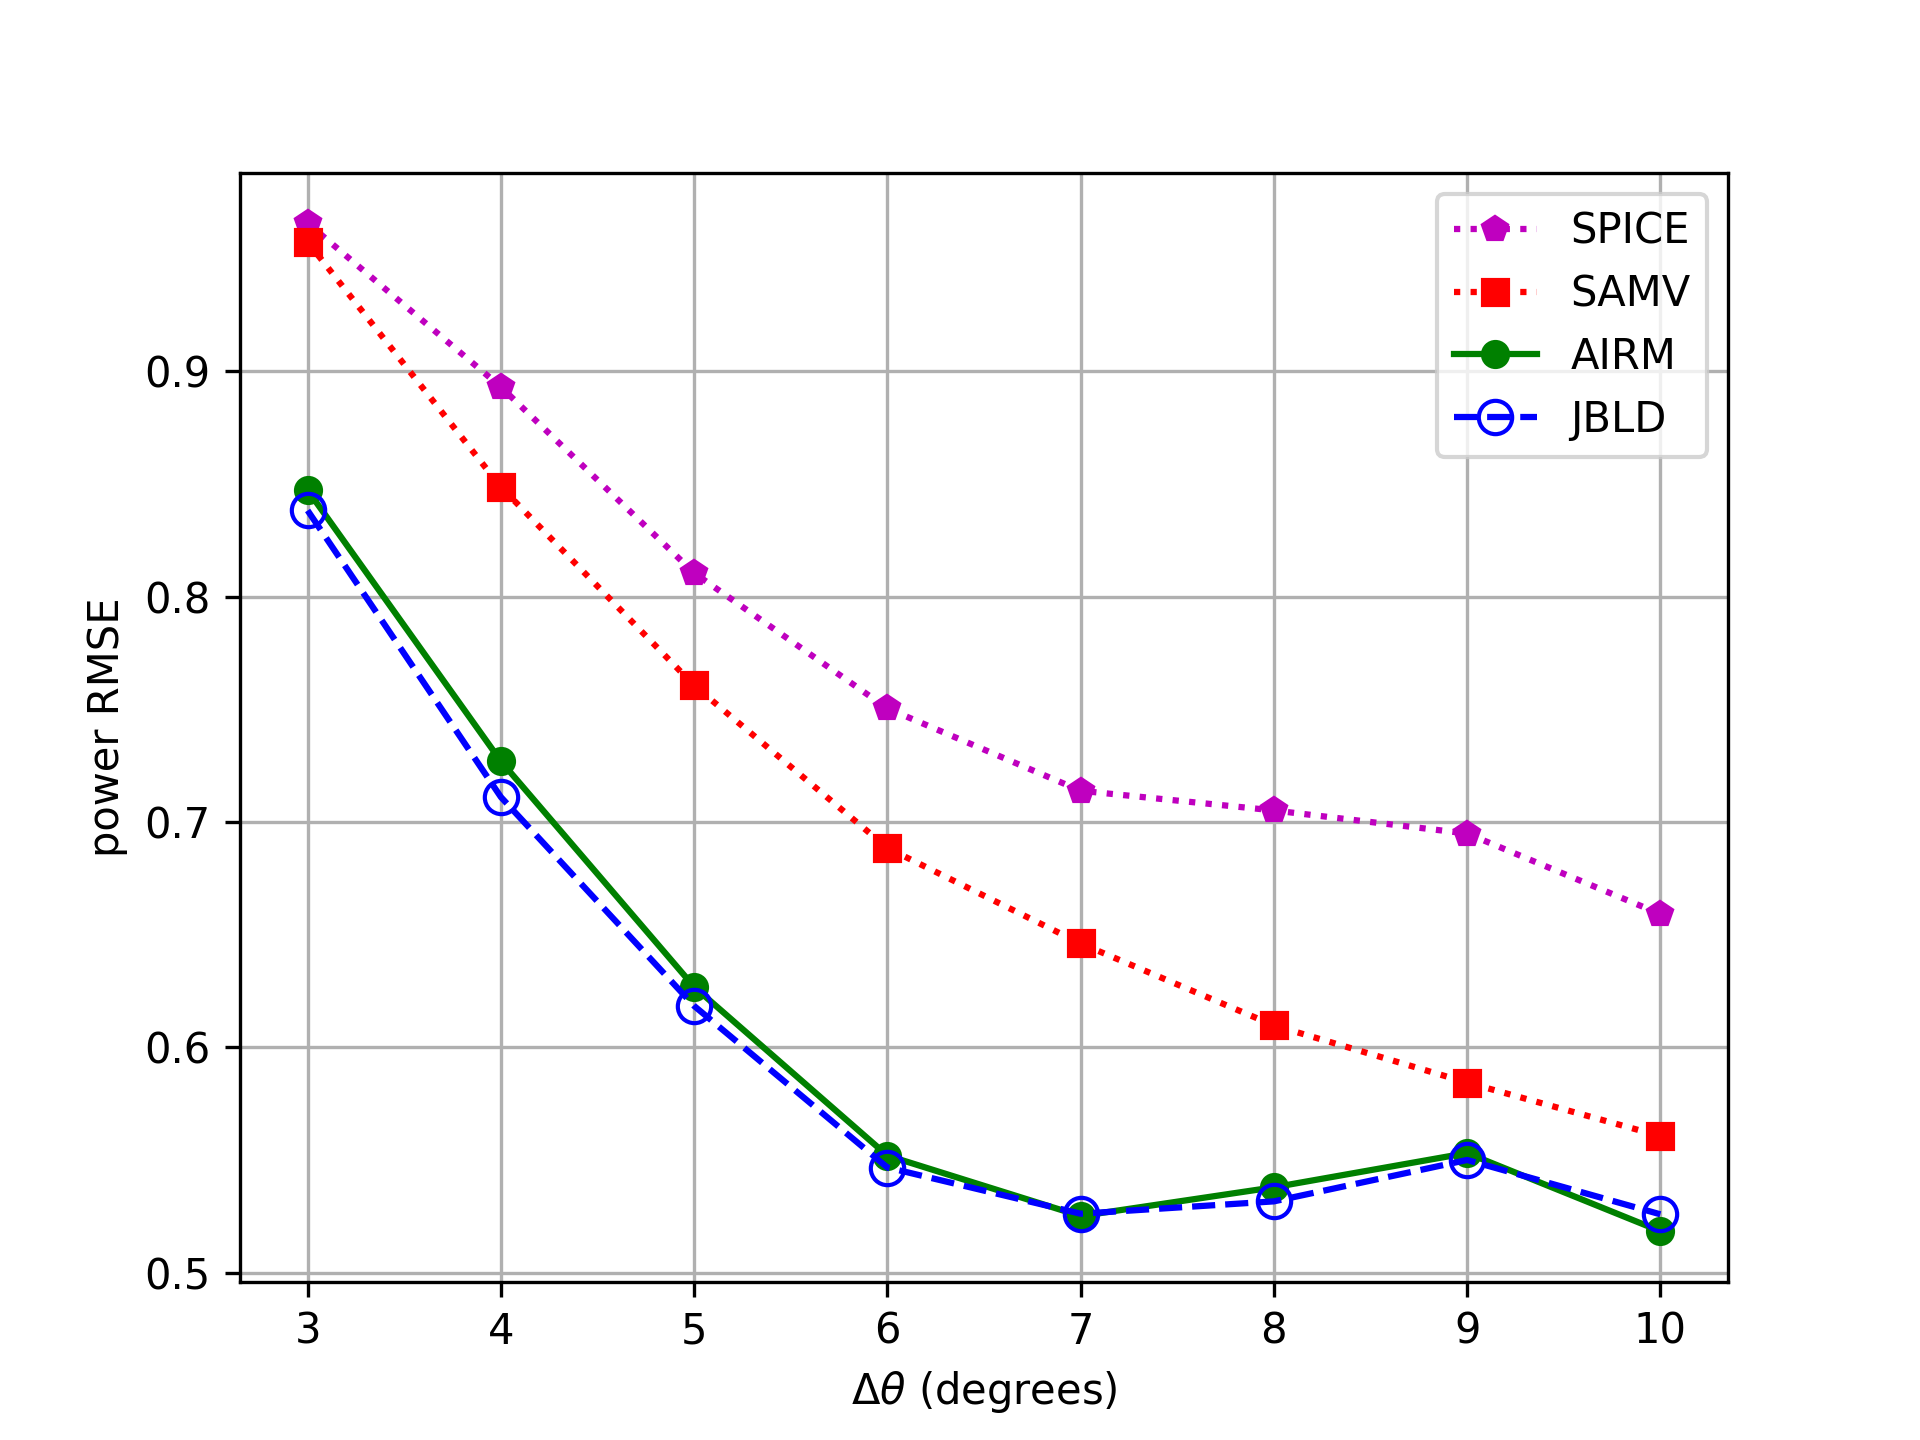 SPICE
SAMV
AIRM
JBLD
power RMSE
0.9
0.8
0.7
0.6
0.5
3 4 5 6 7 8 9 10
Δθ (degrees)